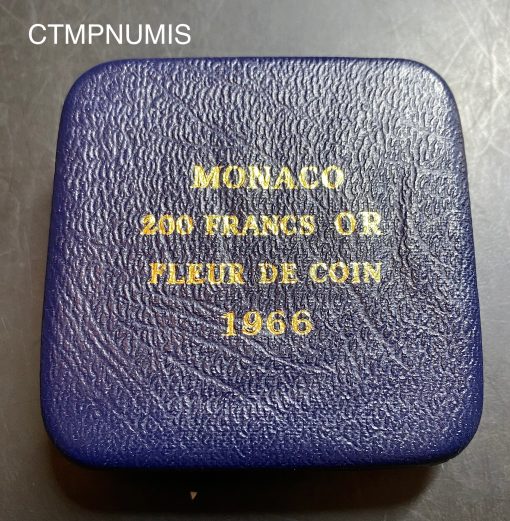 CTMPNUMIS
MONACO
200 FRANCS OR
FLEUR DE COIN
1966